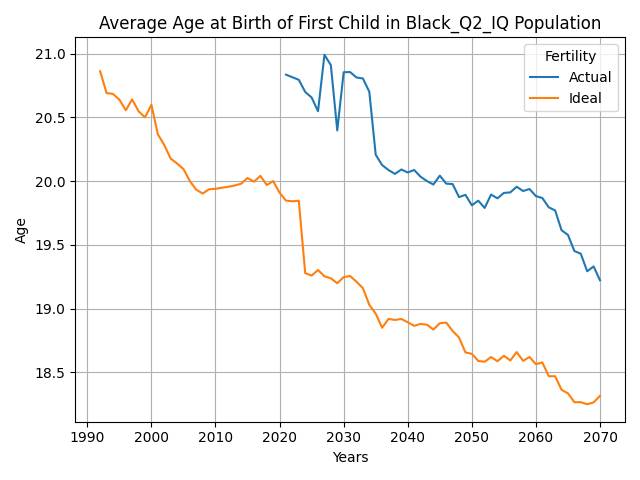 Average Age at Birth of First Child in Black_Q2_IQ Population
Fertility
Actual
Ideal
21.0
20.5
20.0
19.5
19.0
18.5
Age
1990 2000 2010 2020 2030 2040 2050 2060 2070
Years